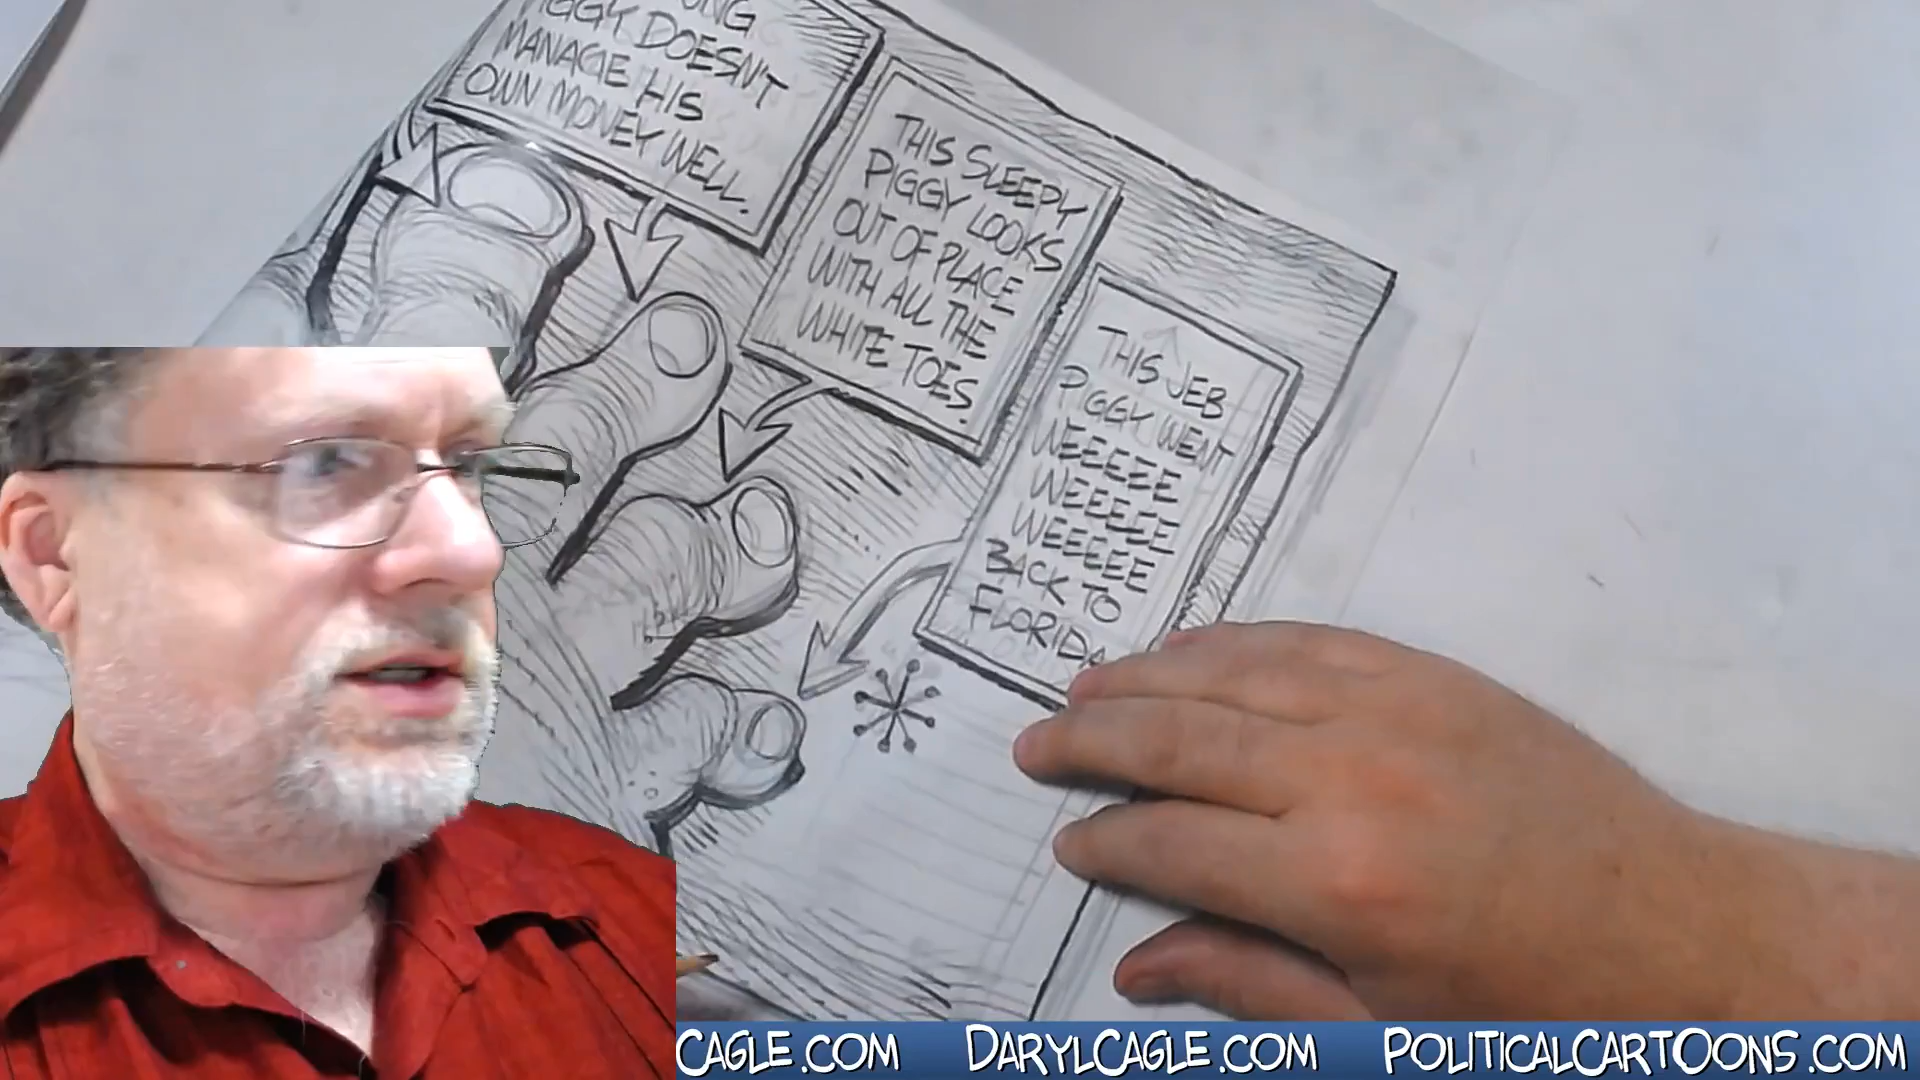 PIGGY DOESN'T
MANAGE HIS
OWN MONEY WELL.
THIS SLEEPY
PIGGY LOOKS
OUT OF PLACE
WITH ALL THE
WHITE TOES.
THIS JEB
PIGGY WENT
WEEEEE
WEEEEE
WEEEEE
BACK TO
FLORIDA
CAGLE.COM DARYLCAGLE.COM POLITICALCARTOONS.COM